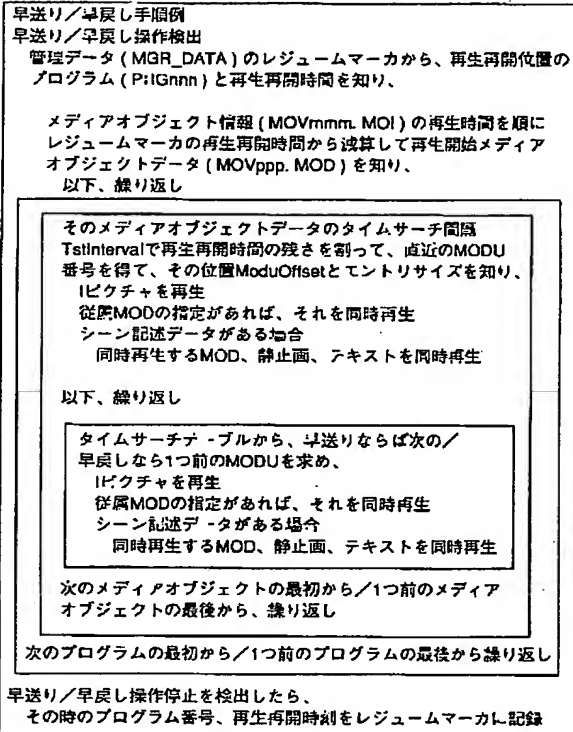 早送り/早戻し手順例
早送り/早戻し操作検出
管理データ(MGR_DATA)のレジュームマーカから、再生再開位置の
プログラム(PRGnnn)と再生再開時間を知り、
メディアオブジェクト情報(MOVmmm.MOI)の再生時間を順に
レジュームマーカの再生再開時間から減算して再生開始メディア
オブジェクトデータ(MOVppp.MOD)を知り、
以下、繰り返し
そのメディアオブジェクトデータのタイムサーチ間隔
TstIntervalで再生再開時間の残さを割って、直近のMODU
番号を得て、その位置ModuOffsetとエントリサイズを知り、
Iピクチャを再生
従属MODの指定があれば、それを同時再生
シーン記述データがある場合
同時再生するMOD、静止画、テキストを同時再生
以下、繰り返し
タイムサーチテーブルから、早送りならば次の/
早戻しなら1つ前のMODUを求め、
Iピクチャを再生
従属MODの指定があれば、それを同時再生
シーン記述データがある場合
同時再生するMOD、静止画、テキストを同時再生
次のメディアオブジェクトの最初から/1つ前のメディア
オブジェクトの最後から、繰り返し
次のプログラムの最初から/1つ前のプログラムの最後から繰り返し
早送り/早戻し操作停止を検出したら、
その時のプログラム番号、再生再開時刻をレジュームマーカに記録